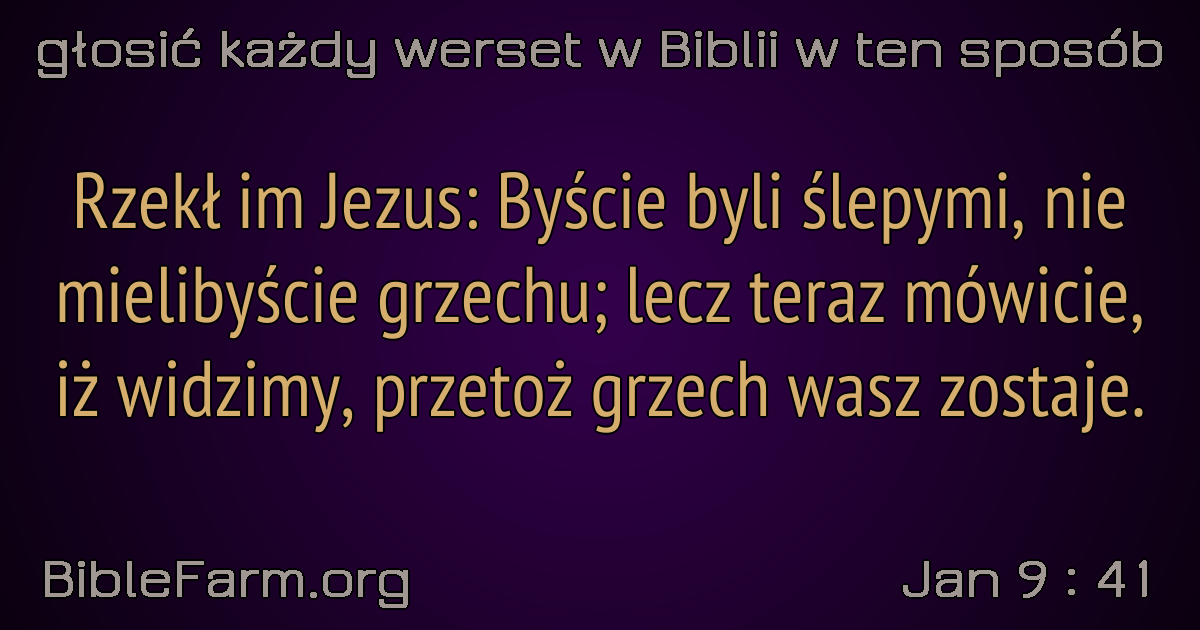 głosić każdy werset w Biblii w ten sposób
Rzekł im Jezus: Byście byli ślepymi, nie
mielibyście grzechu; lecz teraz mówicie,
iż widzimy, przetoż grzech wasz zostaje.
BibleFarm.org
Jan 9 : 41